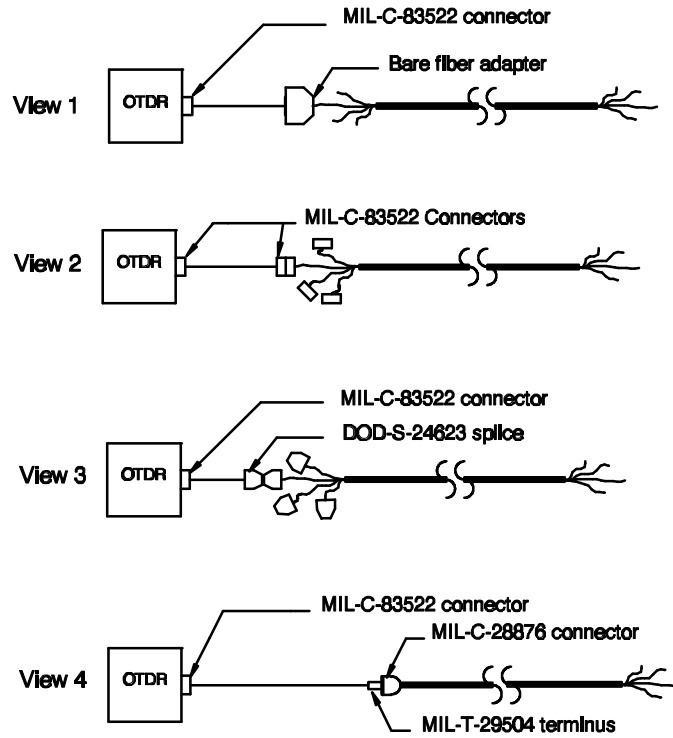 MIL-C-83522 connector
Bare fiber adapter
View 1
OTDR
MIL-C-83522 Connectors
View 2
OTDR
MIL-C-83522 connector
DOD-S-24623 splice
View 3
OTDR
MIL-C-83522 connector
MIL-C-28876 connector
View 4
OTDR
MIL-T-29504 terminus